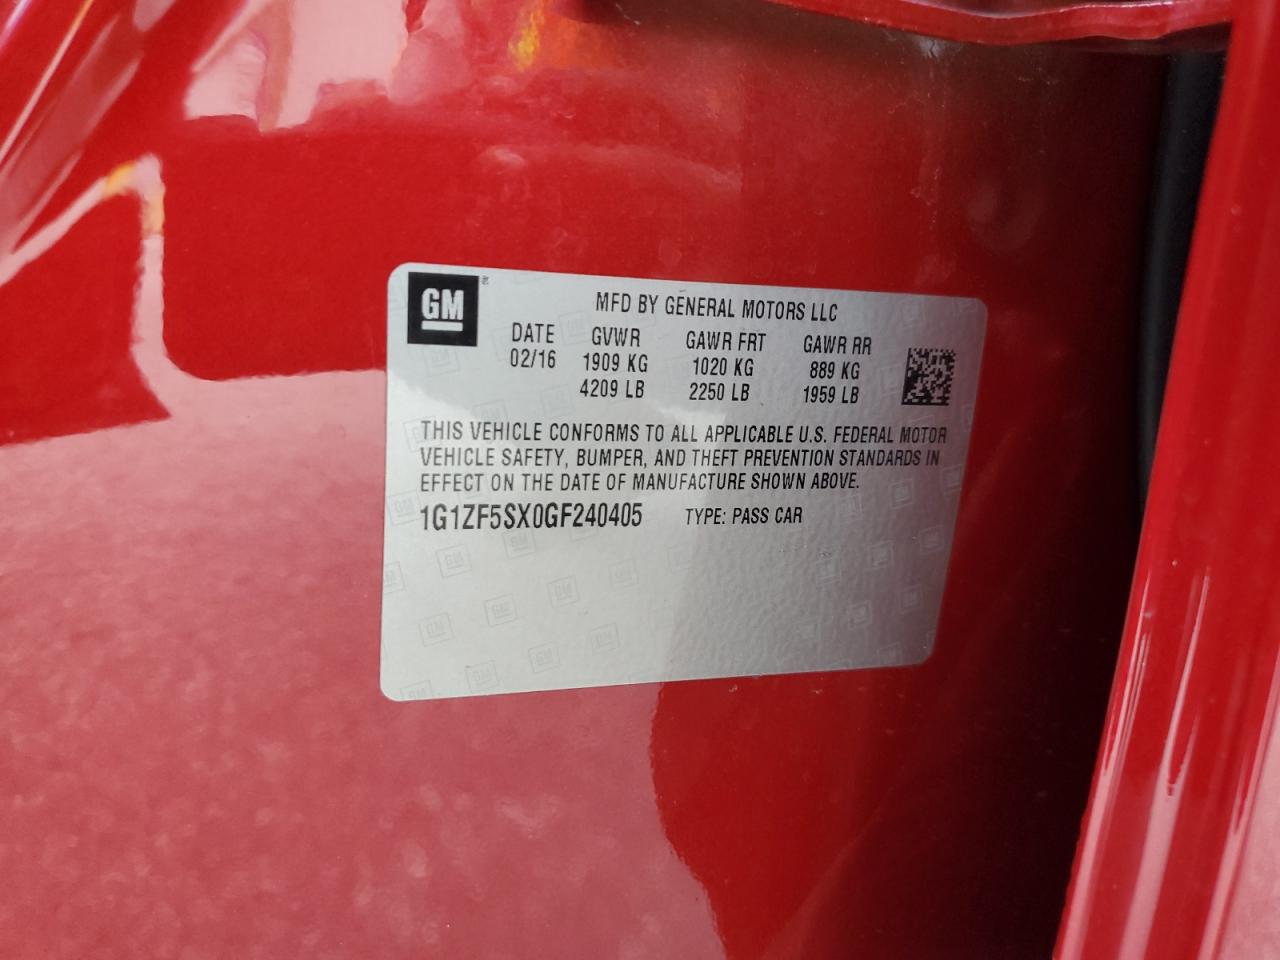 GM
MFD BY GENERAL MOTORS LLC
DATE GVWR GAWR FRT GAWR RR
02/16 1909 KG 1020 KG 889 KG
4209 LB 2250 LB 1959 LB
THIS VEHICLE CONFORMS TO ALL APPLICABLE U.S. FEDERAL MOTOR
VEHICLE SAFETY, BUMPER, AND THEFT PREVENTION STANDARDS IN
EFFECT ON THE DATE OF MANUFACTURE SHOWN ABOVE.
1G1ZF5SX0GF240405 TYPE: PASS CAR